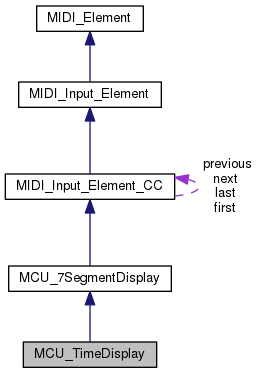 MIDI_Element
MIDI_Input_Element
MIDI_Input_Element_CC
previous
next
last
first
MCU_7SegmentDisplay
MCU_TimeDisplay